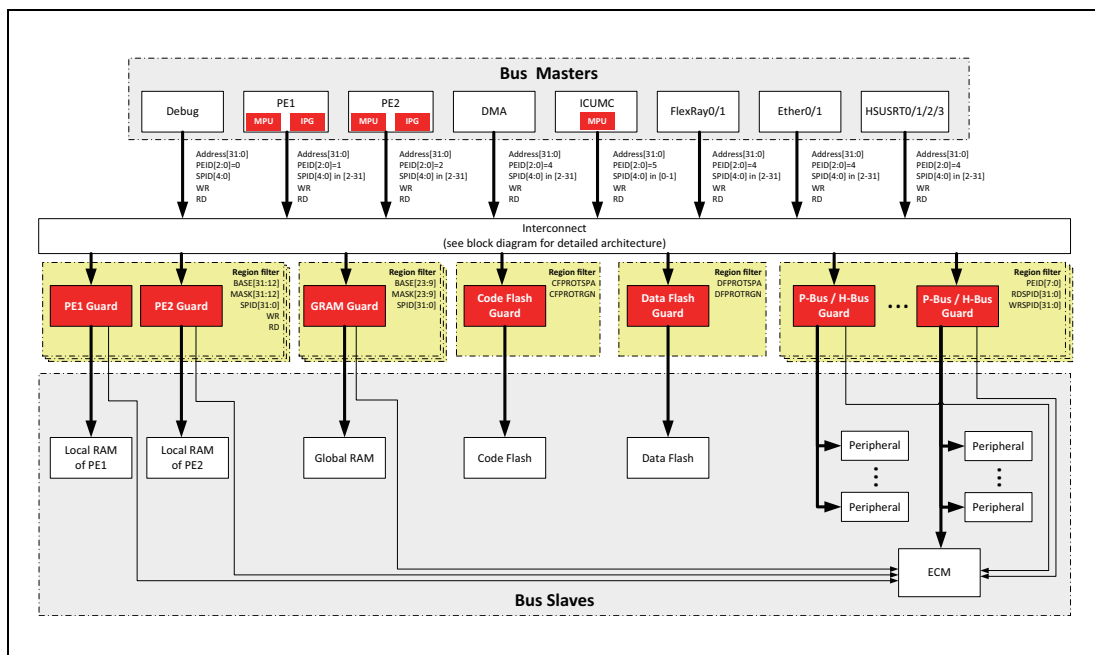 Bus Masters
Debug
PE1
MPU
IPG
PE2
MPU
IPG
DMA
ICUMC
MPU
FlexRay0/1
Ether0/1
HSUSRT0/1/2/3
Address[31:0]
PEID[2:0]=0
SPID[4:0]
WR
RD
Address[31:0]
PEID[2:0]=1
SPID[4:0] in [2-31]
WR
RD
Address[31:0]
PEID[2:0]=2
SPID[4:0] in [2-31]
WR
RD
Address[31:0]
PEID[2:0]=4
SPID[4:0] in [2-31]
WR
RD
Address[31:0]
PEID[2:0]=5
SPID[4:0] in [0-1]
WR
RD
Address[31:0]
PEID[2:0]=4
SPID[4:0] in [2-31]
WR
RD
Address[31:0]
PEID[2:0]=4
SPID[4:0] in [2-31]
WR
RD
Address[31:0]
PEID[2:0]=4
SPID[4:0] in [2-31]
WR
RD
Interconnect
(see block diagram for detailed architecture)
PE1 Guard
PE2 Guard
Region filter
BASE[31:12]
MASK[31:12]
SPID[31:0]
WR
RD
GRAM Guard
Region filter
BASE[23:9]
MASK[23:9]
SPID[31:0]
Code Flash
Guard
Region filter
CFPROTSPA
CFPROTRGN
Data Flash
Guard
Region filter
DFPROTSPA
DFPROTRGN
P-Bus / H-Bus
Guard
...
P-Bus / H-Bus
Guard
Region filter
PEID[7:0]
RDSPID[31:0]
WRSPID[31:0]
Local RAM
of PE1
Local RAM
of PE2
Global RAM
Code Flash
Data Flash
Peripheral
Peripheral
Peripheral
Peripheral
ECM
Bus Slaves